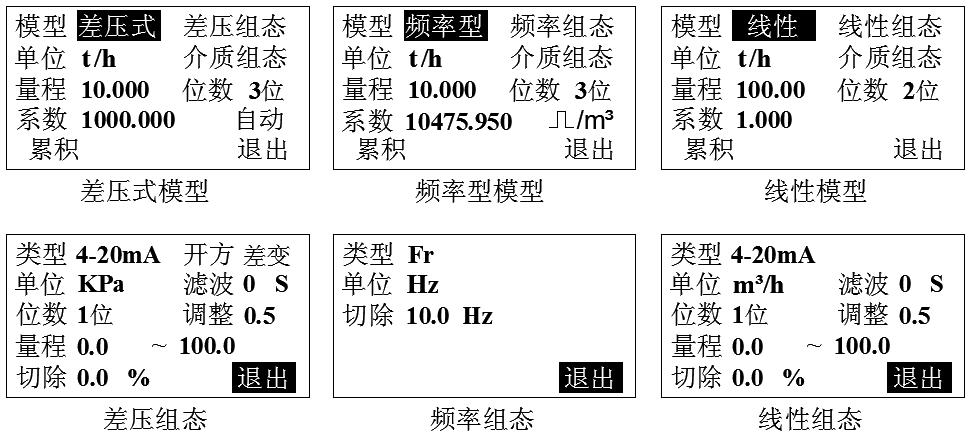 模型 差压式 差压组态
单位 t/h 介质组态
量程 10.000 位数 3位
系数 1000.000 自动
累积 退出
差压式模型
模型 频率型 频率组态
单位 t/h 介质组态
量程 10.000 位数 3位
系数 10475.950 ⎍/m³
累积 退出
频率型模型
模型 线性 线性组态
单位 t/h 介质组态
量程 100.00 位数 2位
系数 1.000
累积 退出
线性模型
类型 4-20mA 开方 差变
单位 KPa 滤波 0 S
位数 1位 调整 0.5
量程 0.0 ~ 100.0
切除 0.0 % 退出
差压组态
类型 Fr
单位 Hz
切除 10.0 Hz
退出
频率组态
类型 4-20mA
单位 m³/h 滤波 0 S
位数 1位 调整 0.5
量程 0.0 ~ 100.0
切除 0.0 % 退出
线性组态